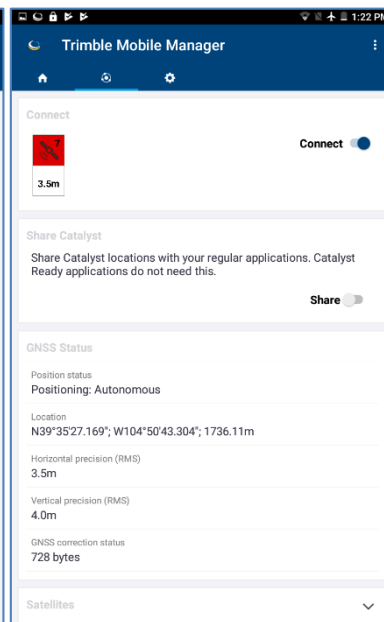 1:22 PM
Trimble Mobile Manager
Connect
7
Connect
3.5m
Share Catalyst
Share Catalyst locations with your regular applications. Catalyst
Ready applications do not need this.
Share
GNSS Status
Position status
Positioning: Autonomous
Location
N39°35'27.169"; W104°50'43.304"; 1736.11m
Horizontal precision (RMS)
3.5m
Vertical precision (RMS)
4.0m
GNSS correction status
728 bytes
Satellites